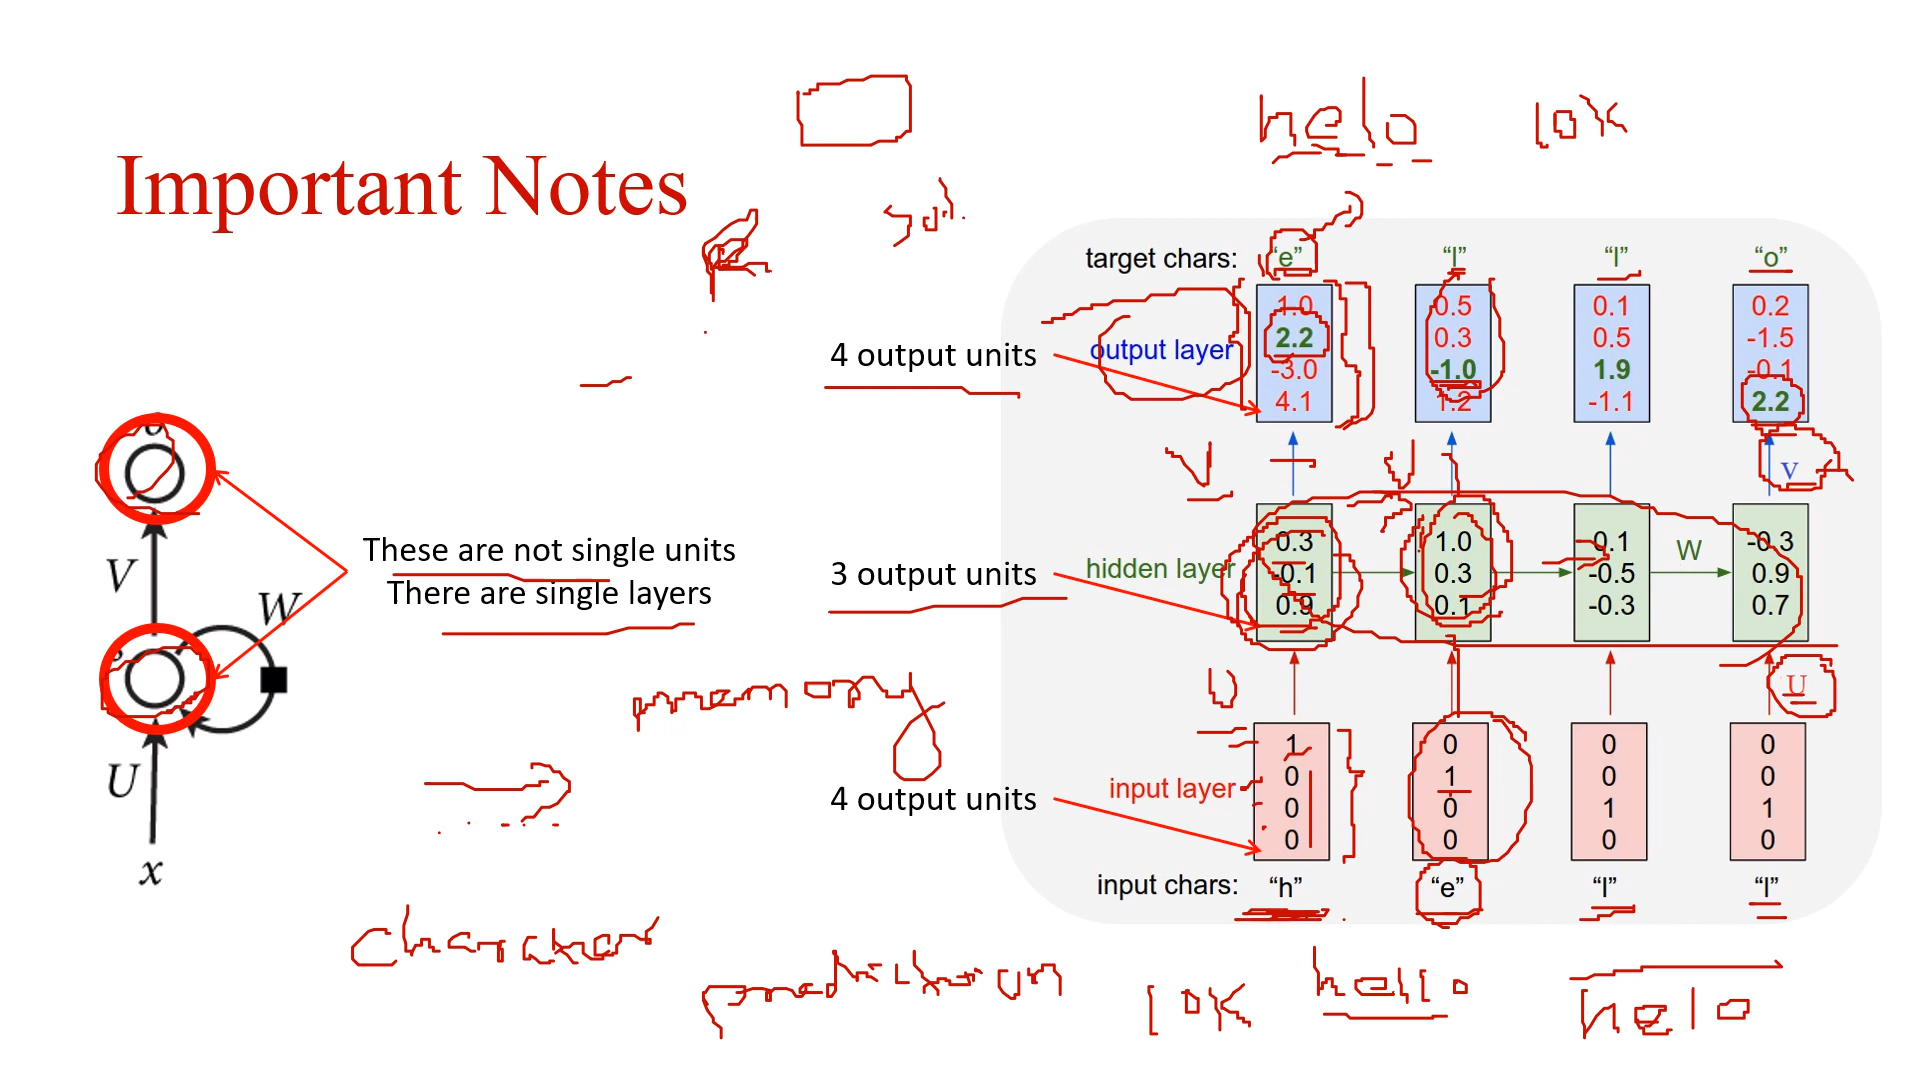 Important Notes
helo
10K
target chars: “e” “l” “l” “o”
1.0 0.5 0.1 0.2
2.2 0.3 0.5 -1.5
-3.0 -1.0 1.9 -0.1
4.1 1.2 -1.1 2.2
4 output units
output layer
V
V
V
o
V
W
U
x
These are not single units
There are single layers
3 output units
hidden layer
0.3 1.0 0.1 -0.3
-0.1 0.3 -0.5 0.9
0.9 0.1 -0.3 0.7
W
U
U
memory
4 output units
input layer
1 0 0 0
0 1 0 0
0 0 1 1
0 0 0 0
input chars: “h” “e” “l” “l”
Character
10K
hello
helo